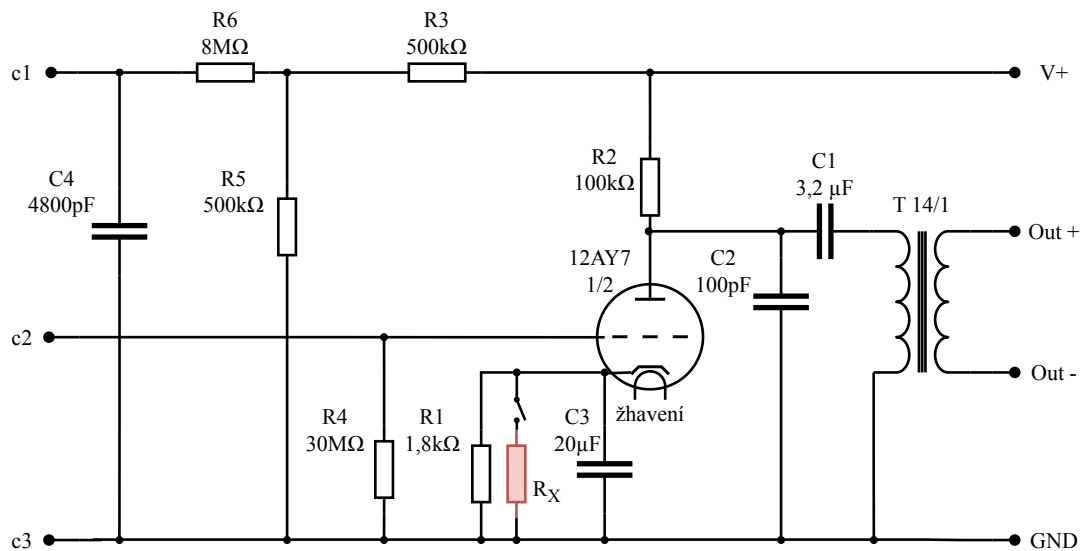 R6
8MΩ
R3
500kΩ
c1
V+
R2
100kΩ
C1
3,2 µF
C4
4800pF
R5
500kΩ
T 14/1
Out +
12AY7
1/2
C2
100pF
c2
Out -
žhavení
R4
30MΩ
R1
1,8kΩ
C3
20µF
RX
c3
GND